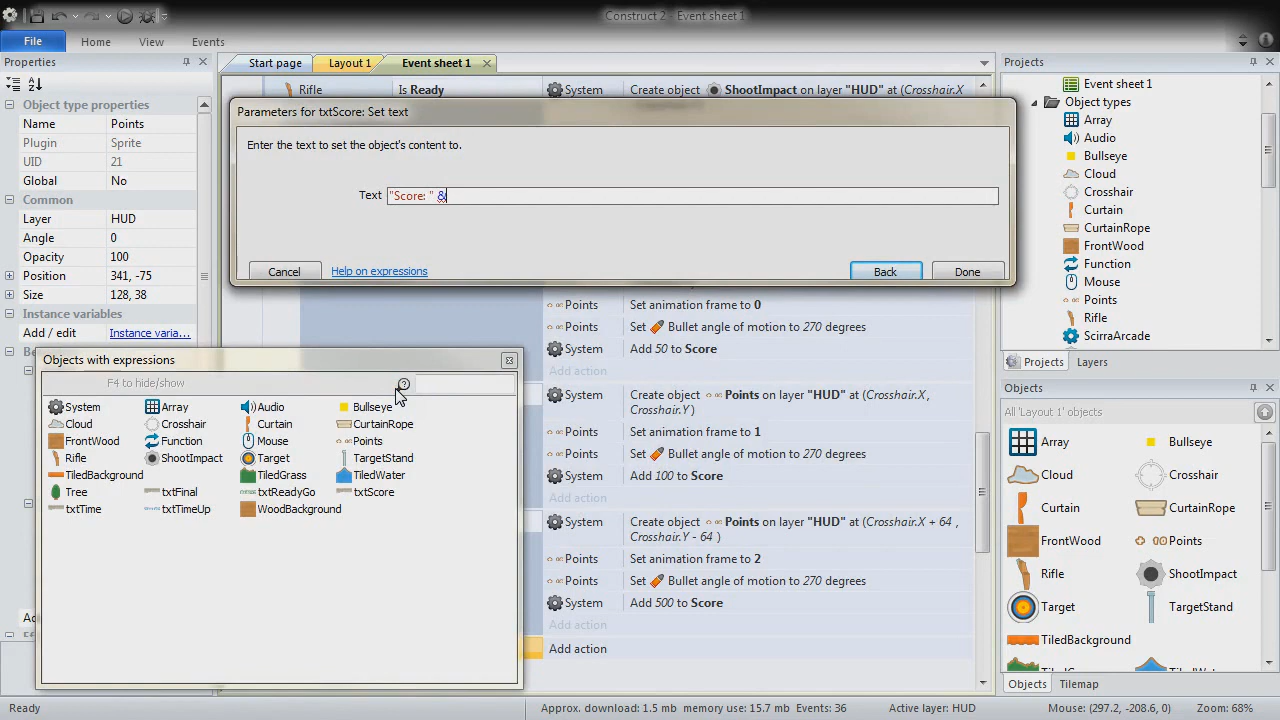 Construct 2 - Event sheet 1
File
Home
View
Events
Properties
Object type properties
Name Points
Plugin Sprite
UID 21
Global No
Common
Layer HUD
Angle 0
Opacity 100
Position 341, -75
Size 128, 38
Instance variables
Add / edit Instance varia...
Be
Ad
Start page
Layout 1
Event sheet 1
Rifle Is Ready System Create object ShootImpact on layer "HUD" at (Crosshair.X
Parameters for txtScore: Set text
Enter the text to set the object's content to.
Text "Score: " &
Cancel Help on expressions Back Done
Points Set animation frame to 0
Points Set Bullet angle of motion to 270 degrees
System Add 50 to Score
Add action
System Create object Points on layer "HUD" at (Crosshair.X,
Crosshair.Y)
Points Set animation frame to 1
Points Set Bullet angle of motion to 270 degrees
System Add 100 to Score
Add action
System Create object Points on layer "HUD" at (Crosshair.X + 64 ,
Crosshair.Y - 64 )
Points Set animation frame to 2
Points Set Bullet angle of motion to 270 degrees
System Add 500 to Score
Add action
Add action
Objects with expressions
F4 to hide/show
System Array Audio Bullseye
Cloud Crosshair Curtain CurtainRope
FrontWood Function Mouse Points
Rifle ShootImpact Target TargetStand
TiledBackground TiledGrass TiledWater
Tree txtFinal txtReadyGo txtScore
txtTime txtTimeUp WoodBackground
Projects
Event sheet 1
Object types
Array
Audio
Bullseye
Cloud
Crosshair
Curtain
CurtainRope
FrontWood
Function
Mouse
Points
Rifle
ScirraArcade
Projects Layers
Objects
All 'Layout 1' objects
Array Bullseye
Cloud Crosshair
Curtain CurtainRope
FrontWood Points
Rifle ShootImpact
Target TargetStand
TiledBackground
Objects Tilemap
Ready
Approx. download: 1.5 mb
memory use: 15.7 mb
Events: 36
Active layer: HUD
Mouse: (297.2, -208.6, 0)
Zoom: 68%